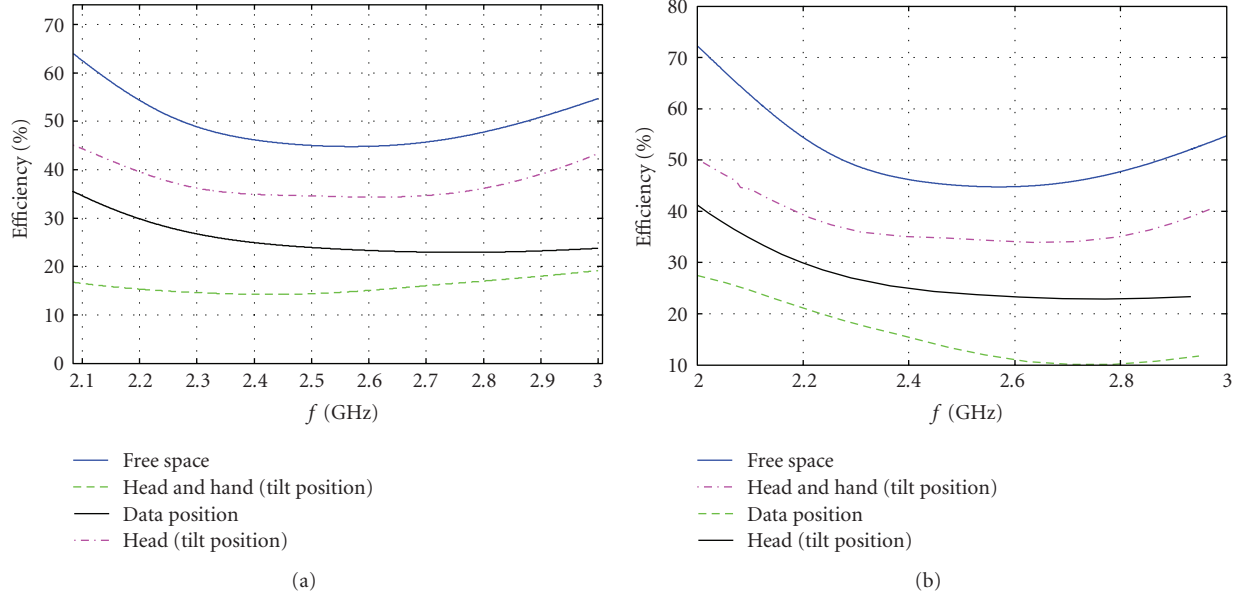 70
60
50
40
30
20
10
0
Efficiency (%)
2.1 2.2 2.3 2.4 2.5 2.6 2.7 2.8 2.9 3
f (GHz)
Free space
Head and hand (tilt position)
Data position
Head (tilt position)
(a)
80
70
60
50
40
30
20
10
Efficiency (%)
2 2.2 2.4 2.6 2.8 3
f (GHz)
Free space
Head and hand (tilt position)
Data position
Head (tilt position)
(b)